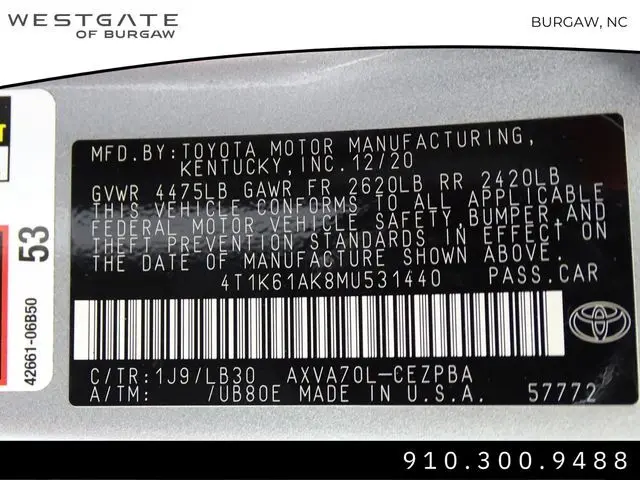 WESTGATE
OF BURGAW
BURGAW, NC
MFD.BY:TOYOTA MOTOR MANUFACTURING,
KENTUCKY,INC.12/20
GVWR 4475LB GAWR FR 2620LB RR 2420LB
THIS VEHICLE CONFORMS TO ALL APPLICABLE
FEDERAL MOTOR VEHICLE SAFETY,BUMPER,AND
THEFT PREVENTION STANDARDS IN EFFECT ON
THE DATE OF MANUFACTURE SHOWN ABOVE.
4T1K61AK8MU531440 PASS.CAR
C/TR:1J9/LB30 AXVA70L-CEZPBA
A/TM: /UB80E MADE IN U.S.A. 57772
53
42661-06B50
910.300.9488